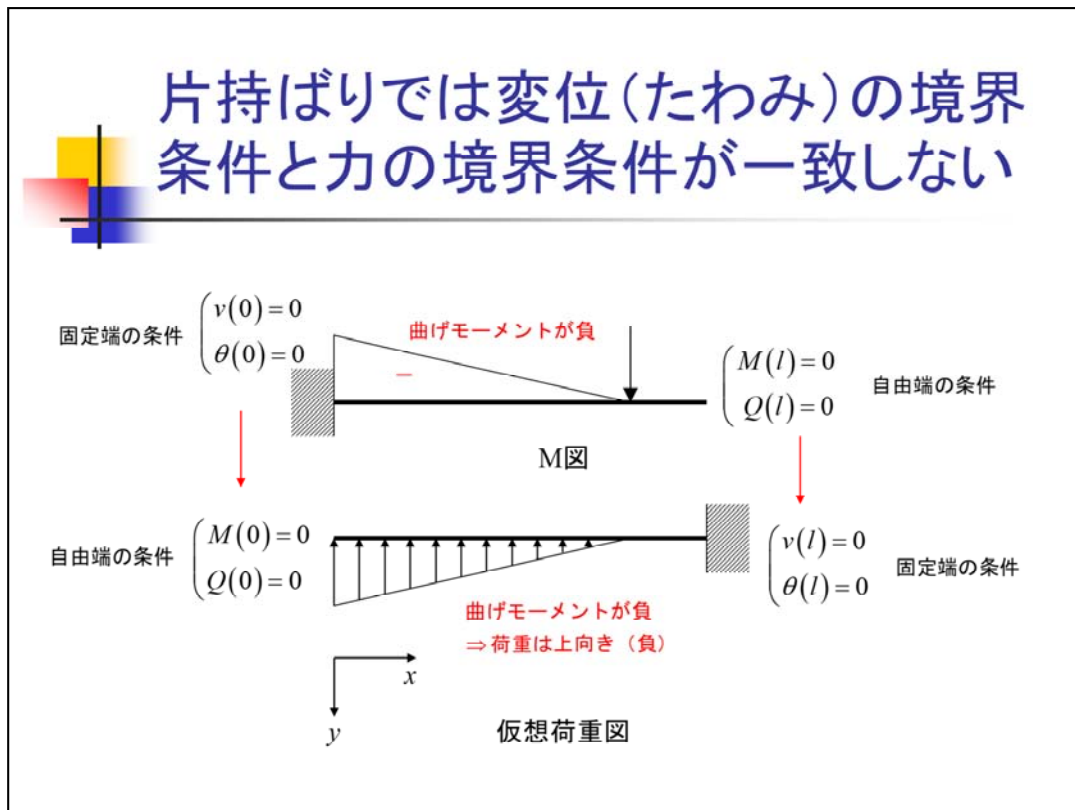 片持ばりでは変位（たわみ）の境界
条件と力の境界条件が一致しない
固定端の条件
v(0) = 0
θ(0) = 0
曲げモーメントが負
−
M(l) = 0
Q(l) = 0
自由端の条件
M図
自由端の条件
M(0) = 0
Q(0) = 0
v(l) = 0
θ(l) = 0
固定端の条件
曲げモーメントが負
⇒荷重は上向き（負）
x
y
仮想荷重図